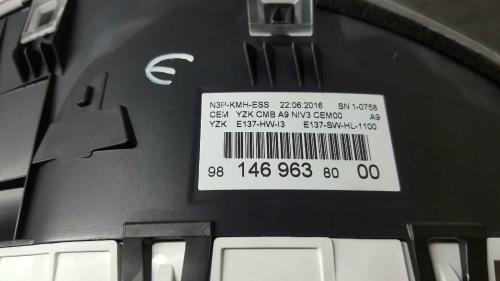 E
N3P-KMH-ESS 22:06:2016 SN 1-0758
CEM YZK CMB A9 NIV3 CEM00 A9
YZK E137-HW-I3 E137-SW-HL-1100
98 146 963 80 00